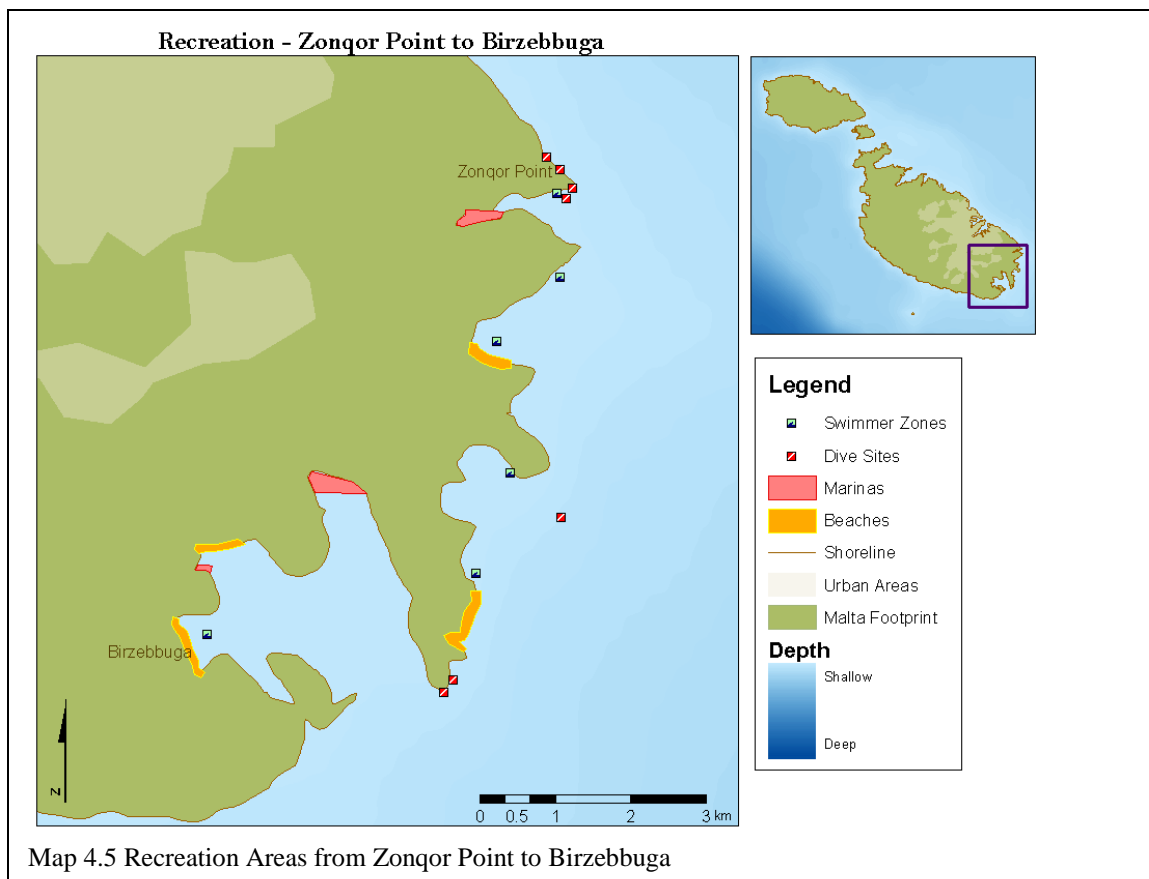 Recreation - Zonqor Point to Birzebbuga
Zonqor Point
Birzebbuga
N
0 0.5 1 2 3 km
Legend
Swimmer Zones
Dive Sites
Marinas
Beaches
Shoreline
Urban Areas
Malta Footprint
Depth
Shallow
Deep
Map 4.5 Recreation Areas from Zonqor Point to Birzebbuga